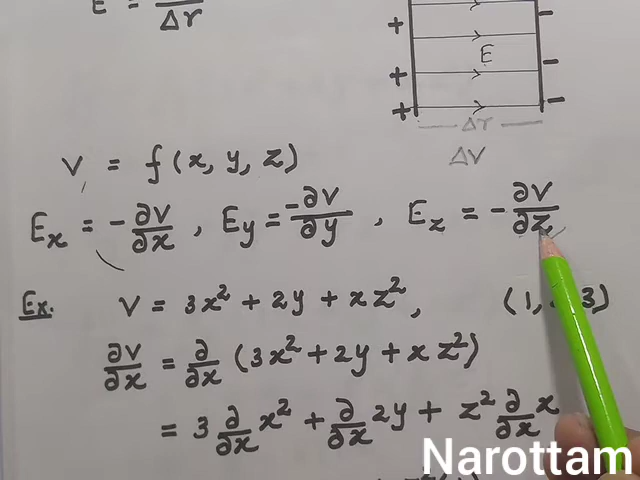 E = / Δr
+ -
E
+ -
+ -
Δr
ΔV
V = f(x, y, z)
Ex = -∂V/∂x , Ey = -∂V/∂y , Ez = -∂V/∂z
Ex. V = 3x² + 2y + xz², (1, 3)
∂V/∂x = ∂/∂x (3x² + 2y + xz²)
= 3 ∂/∂x x² + ∂/∂x 2y + z² ∂/∂x x
Narottam